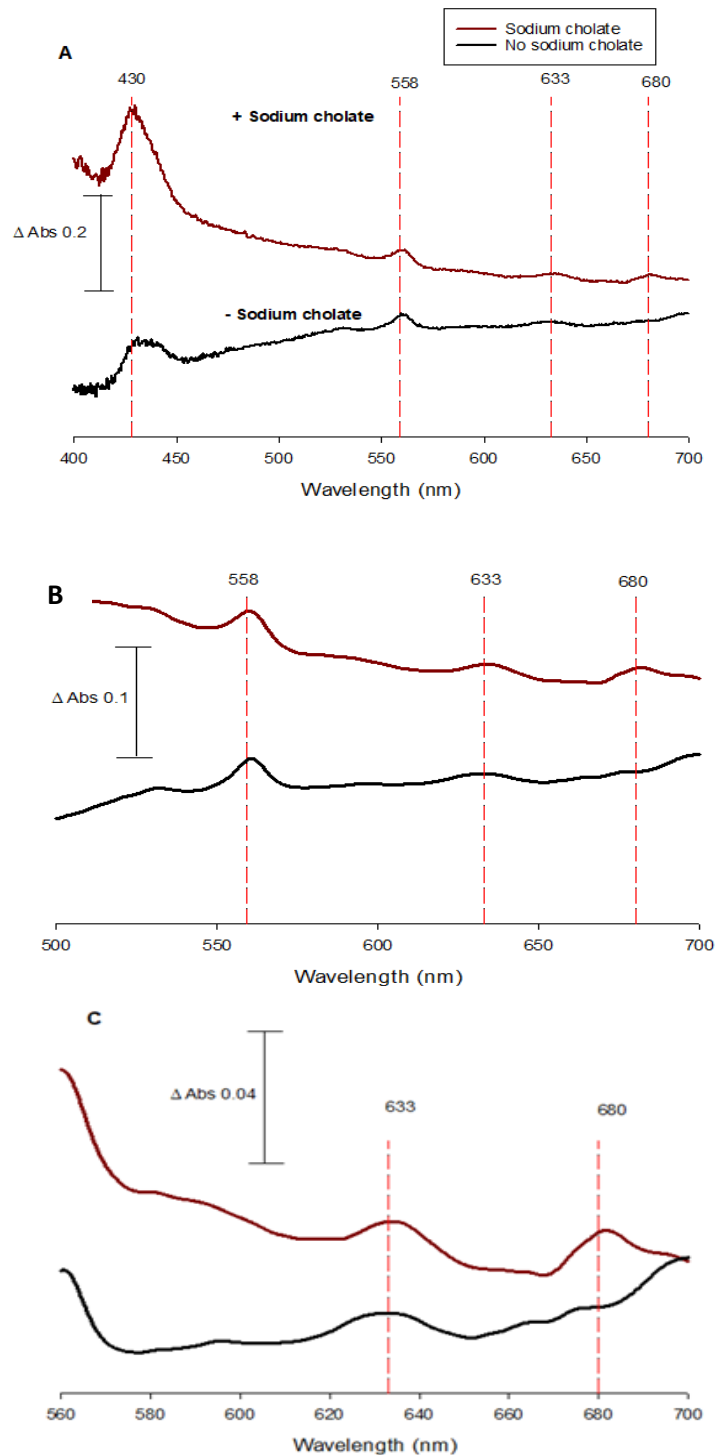 Sodium cholate
No sodium cholate
A
430
558
633
680
+ Sodium cholate
Δ Abs 0.2
- Sodium cholate
400
450
500
550
600
650
700
Wavelength (nm)
B
558
633
680
Δ Abs 0.1
500
550
600
650
700
Wavelength (nm)
C
Δ Abs 0.04
633
680
560
580
600
620
640
660
680
700
Wavelength (nm)